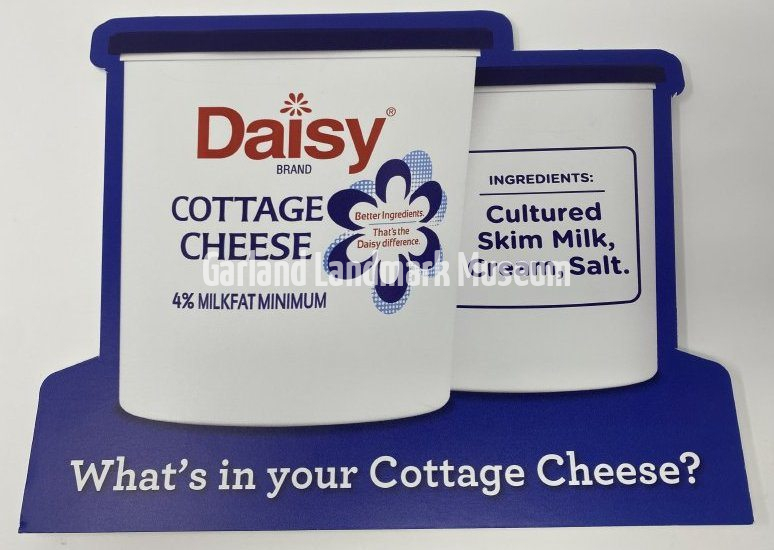 Daisy®
BRAND
COTTAGE
CHEESE
4% MILKFAT MINIMUM
Better Ingredients.
That's the
Daisy difference.
INGREDIENTS:
Cultured
Skim Milk,
Cream, Salt.
Garland Landmark Museum
What's in your Cottage Cheese?